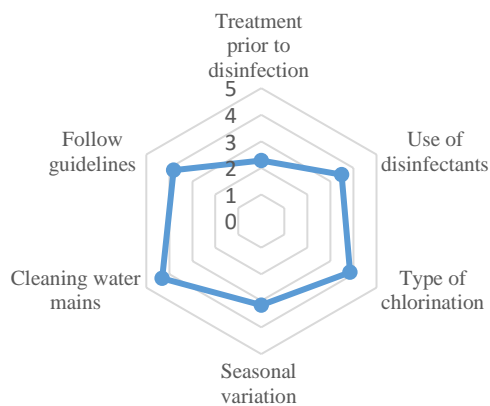 Treatment
prior to
disinfection
5
4
3
2
1
0
Use of
disinfectants
Type of
chlorination
Seasonal
variation
Cleaning water
mains
Follow
guidelines